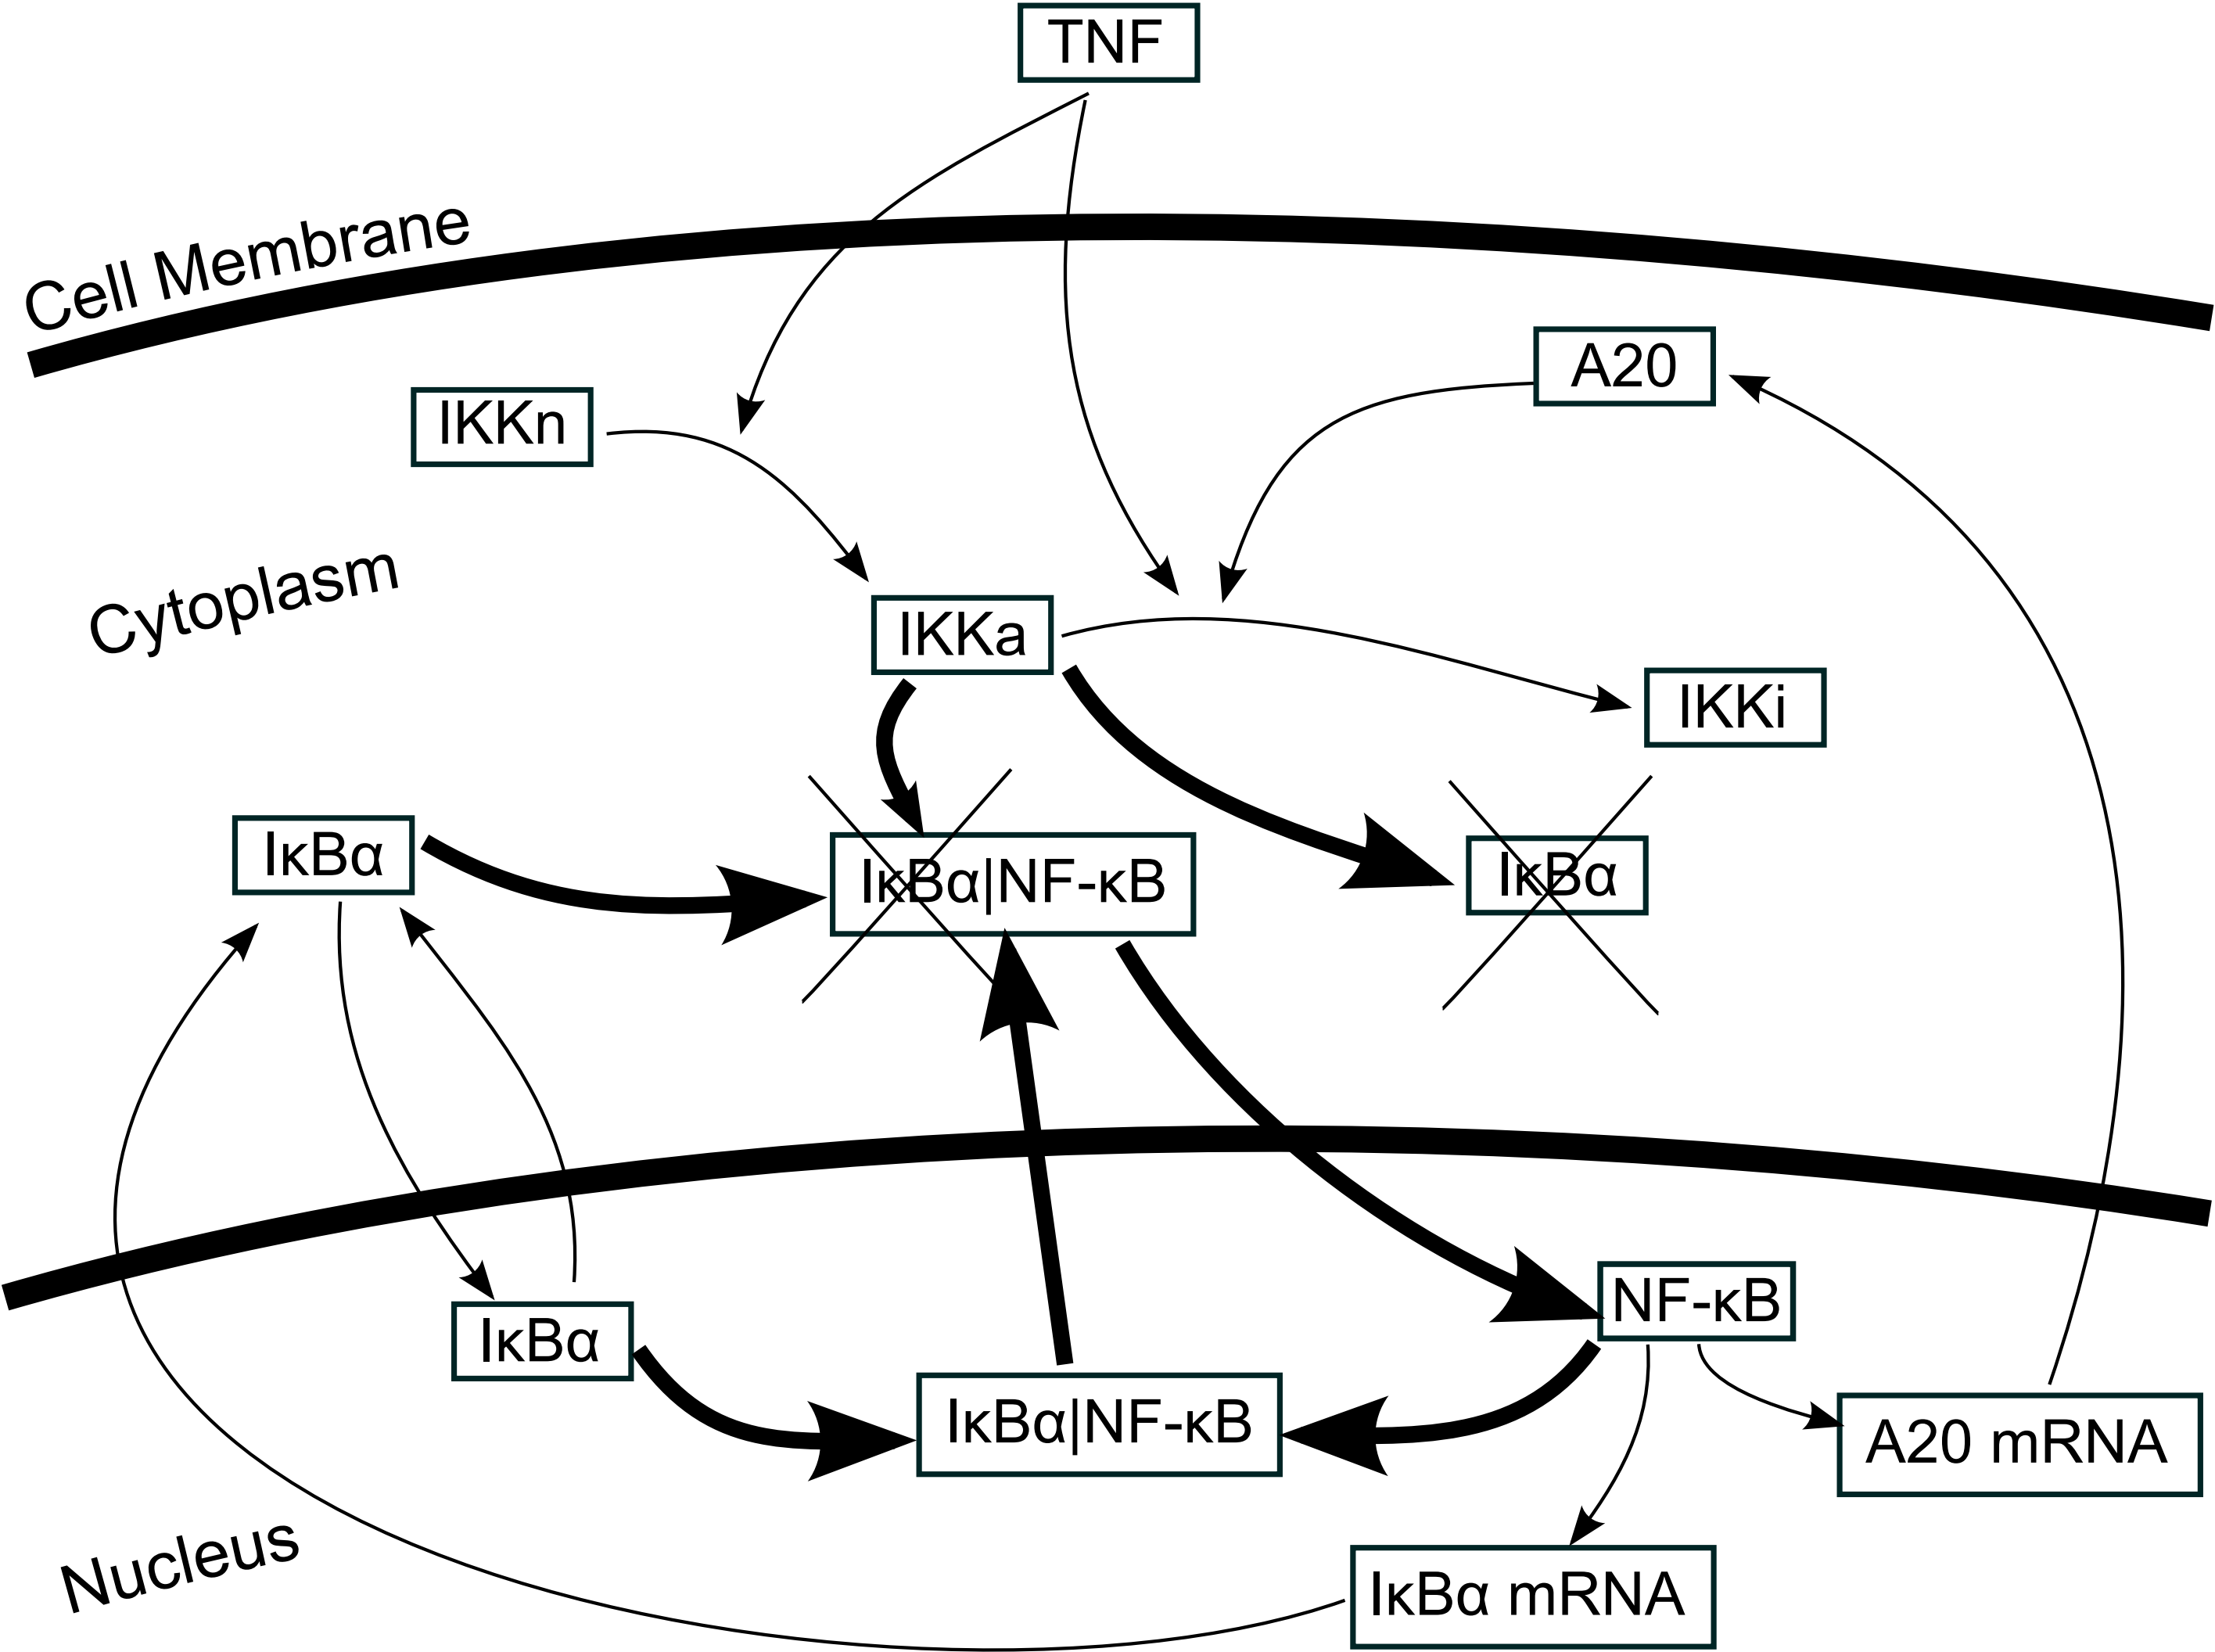 TNF
Cell Membrane
A20
IKKn
Cytoplasm
IKKa
IKKi
IκBα
IκBα|NF-κB
IκBα
NF-κB
IκBα
IκBα|NF-κB
A20 mRNA
Nucleus
IκBα mRNA